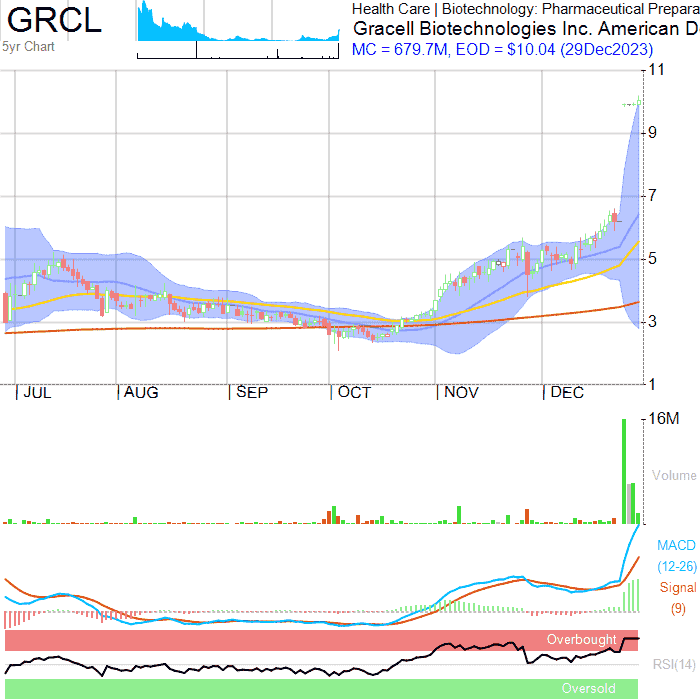 GRCL
5yr Chart
Health Care | Biotechnology: Pharmaceutical Prepara
Gracell Biotechnologies Inc. American D
MC = 679.7M, EOD = $10.04 (29Dec2023)
11
9
7
5
3
1
JUL AUG SEP OCT NOV DEC
16M
Volume
MACD
(12-26)
Signal
(9)
Overbought
RSI(14)
Oversold